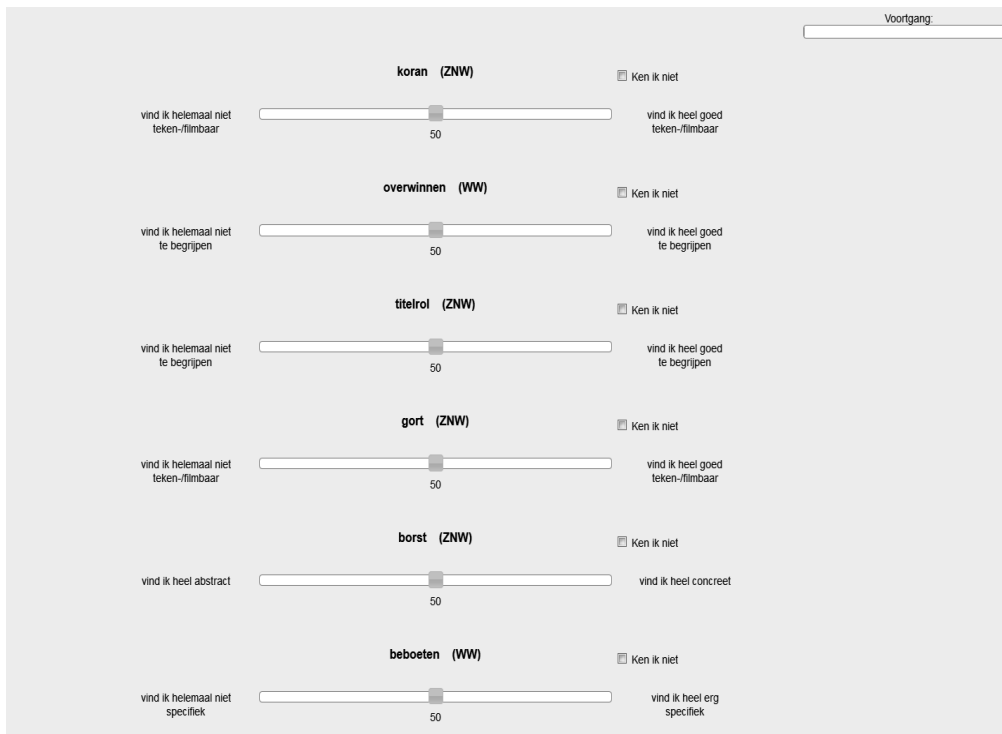 Voortgang:
koran (ZNW)
Ken ik niet
vind ik helemaal niet
teken-/filmbaar
50
vind ik heel goed
teken-/filmbaar
overwinnen (WW)
Ken ik niet
vind ik helemaal niet
te begrijpen
50
vind ik heel goed
te begrijpen
titelrol (ZNW)
Ken ik niet
vind ik helemaal niet
te begrijpen
50
vind ik heel goed
te begrijpen
gort (ZNW)
Ken ik niet
vind ik helemaal niet
teken-/filmbaar
50
vind ik heel goed
teken-/filmbaar
borst (ZNW)
Ken ik niet
vind ik heel abstract
50
vind ik heel concreet
beboeten (WW)
Ken ik niet
vind ik helemaal niet
specifiek
50
vind ik heel erg
specifiek